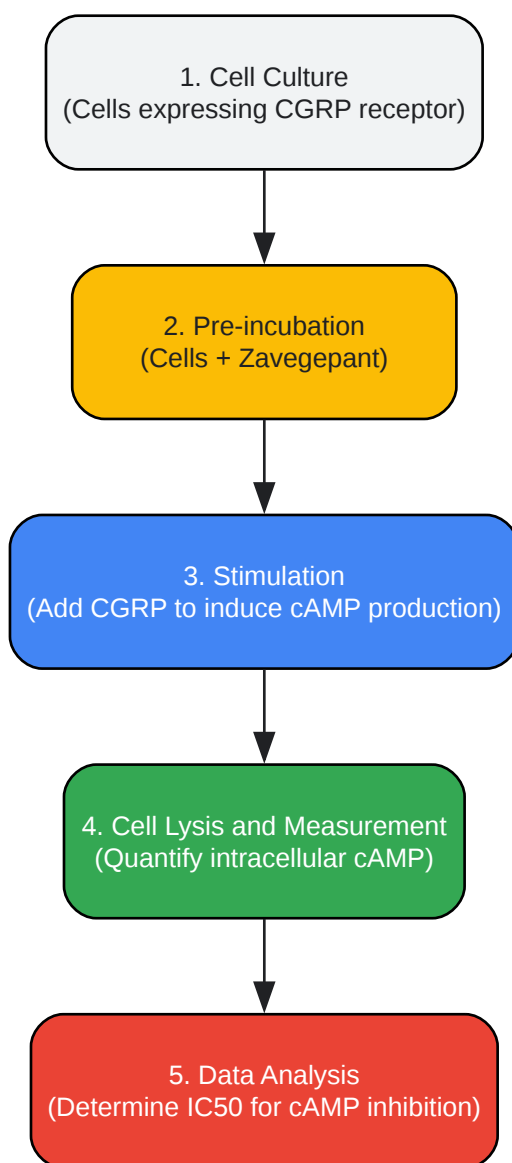 1. Cell Culture
(Cells expressing CGRP receptor)
2. Pre-incubation
(Cells + Zavegepant)
3. Stimulation
(Add CGRP to induce cAMP production)
4. Cell Lysis and Measurement
(Quantify intracellular cAMP)
5. Data Analysis
(Determine IC50 for cAMP inhibition)